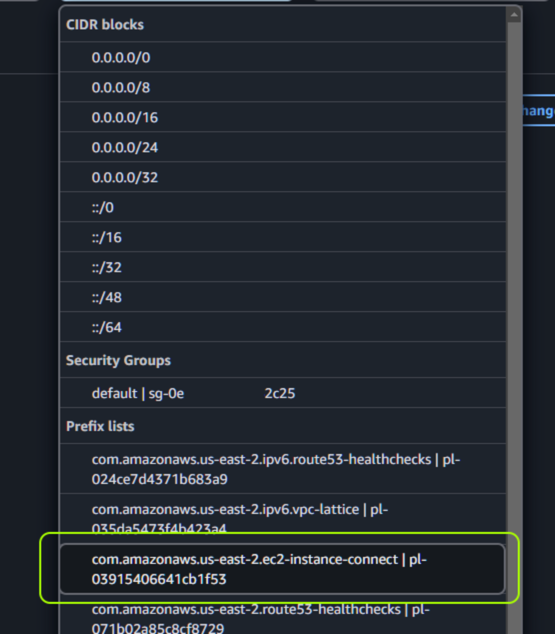 CIDR blocks
0.0.0.0/0
hang
0.0.0.0/8
0.0.0.0/16
0.0.0.0/24
0.0.0.0/32
::/0
::/16
::/32
::/48
::/64
Security Groups
default | sg-0e 2c25
Prefix lists
com.amazonaws.us-east-2.ipv6.route53-healthchecks | pl-
024ce7d4371b683a9
com.amazonaws.us-east-2.ipv6.vpc-lattice | pl-
035da5473f4b423a4
com.amazonaws.us-east-2.ec2-instance-connect | pl-
03915406641cb1f53
com.amazonaws.us-east-2.route53-healthchecks | pl-
071b02a85c8cf8729